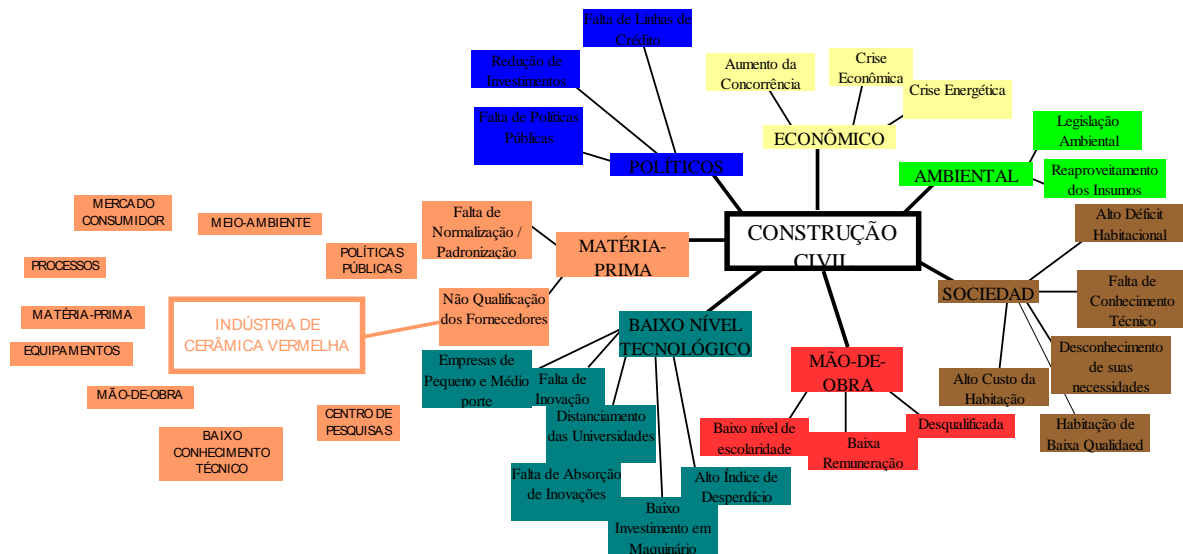 Falta de Linhas de
Crédito
Redução de
Investimentos
Falta de Políticas
Públicas
POLÍTICOS
Aumento da
Concorrência
Crise
Econômica
Crise Energética
ECONÔMICO
Legislação
Ambiental
Reaproveitamento
dos Insumos
AMBIENTAL
CONSTRUÇÃO
CIVIL
MATÉRIA-
PRIMA
Falta de
Normalização /
Padronização
Não Qualificação
dos Fornecedores
MERCADO
CONSUMIDOR
MEIO-AMBIENTE
POLÍTICAS
PÚBLICAS
PROCESSOS
MATÉRIA-PRIMA
EQUIPAMENTOS
INDÚSTRIA DE
CERÂMICA VERMELHA
MÃO-DE-OBRA
BAIXO
CONHECIMENTO
TÉCNICO
CENTRO DE
PESQUISAS
BAIXO NÍVEL
TECNOLÓGICO
Empresas de
Pequeno e Médio
porte
Falta de
Inovação
Distanciamento
das Universidades
Falta de Absorção
de Inovações
Baixo
Investimento em
Maquinário
Alto Índice de
Desperdício
MÃO-DE-
OBRA
Baixo nível de
escolaridade
Baixa
Remuneração
Desqualificada
SOCIEDAD
Alto Déficit
Habitacional
Falta de
Conhecimento
Técnico
Desconhecimento
de suas
necessidades
Alto Custo da
Habitação
Habitação de
Baixa Qualidaed